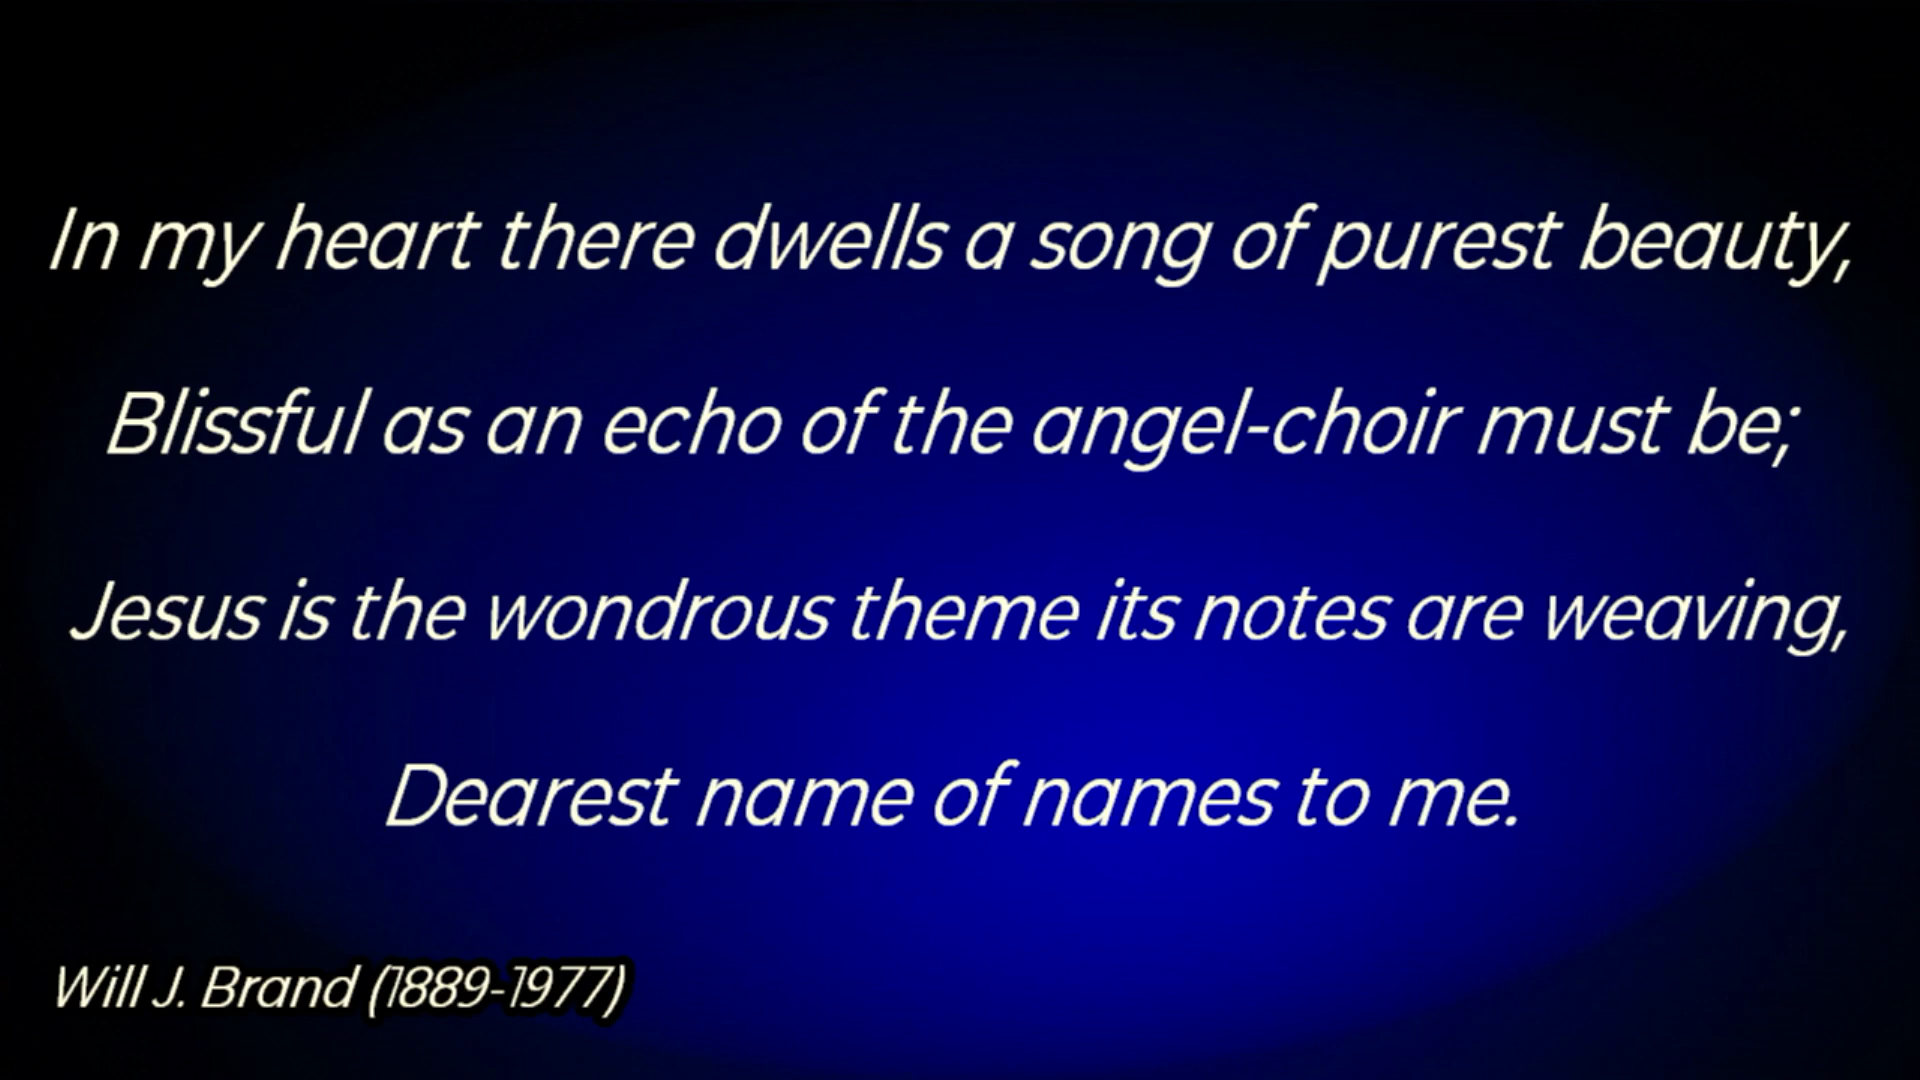 In my heart there dwells a song of purest beauty,
Blissful as an echo of the angel-choir must be;
Jesus is the wondrous theme its notes are weaving,
Dearest name of names to me.
Will J. Brand (1889-1977)